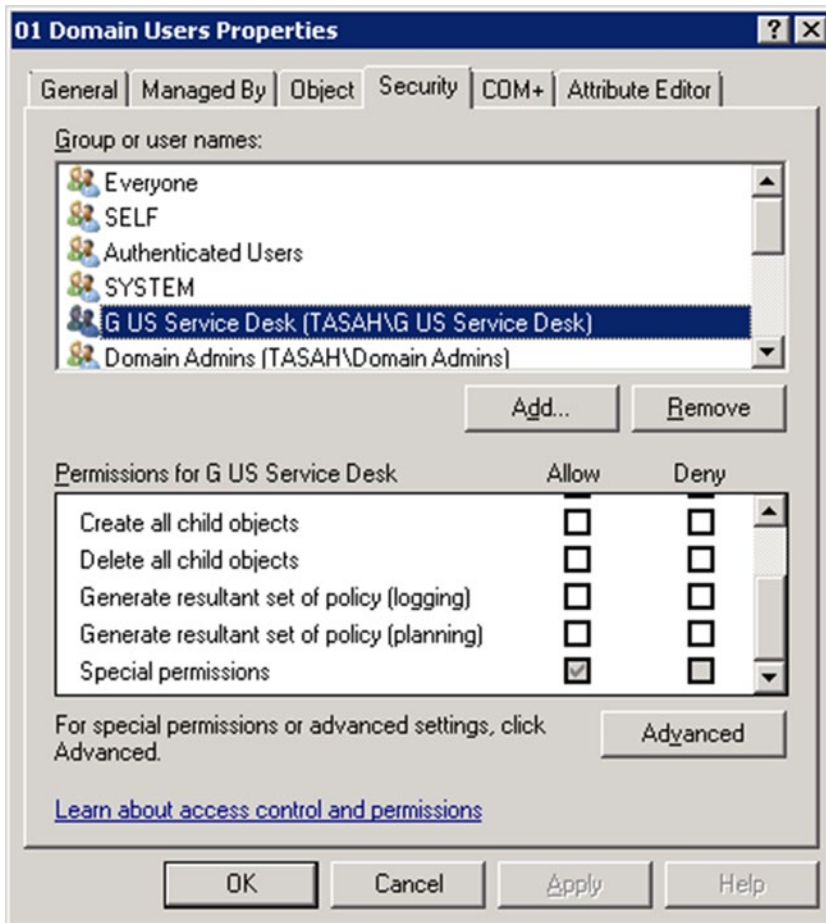 01 Domain Users Properties
General Managed By Object Security COM+ Attribute Editor
Group or user names:
Everyone
SELF
Authenticated Users
SYSTEM
G US Service Desk (TASAH\G US Service Desk)
Domain Admins (TASAH\Domain Admins)
Add... Remove
Permissions for G US Service Desk Allow Deny
Create all child objects
Delete all child objects
Generate resultant set of policy (logging)
Generate resultant set of policy (planning)
Special permissions
For special permissions or advanced settings, click
Advanced.
Advanced
Learn about access control and permissions
OK Cancel Apply Help